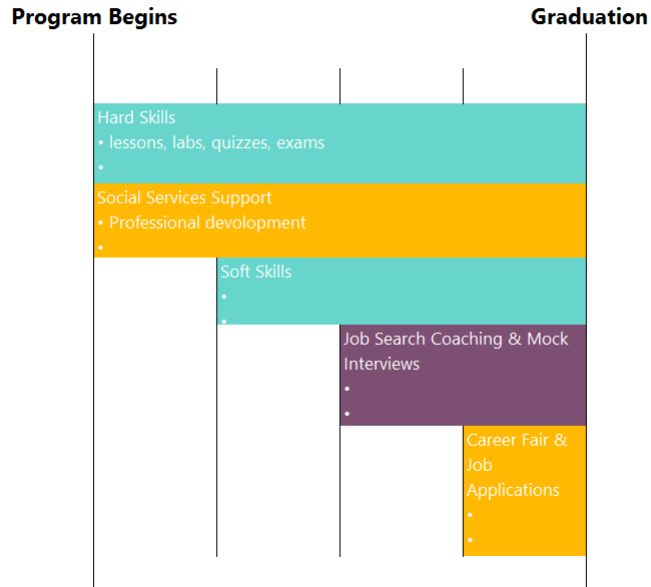 Program Begins
Graduation
Hard Skills
• lessons, labs, quizzes, exams
•
Social Services Support
• Professional devolopment
•
Soft Skills
•
•
Job Search Coaching & Mock
Interviews
•
•
Career Fair &
Job
Applications
•
•